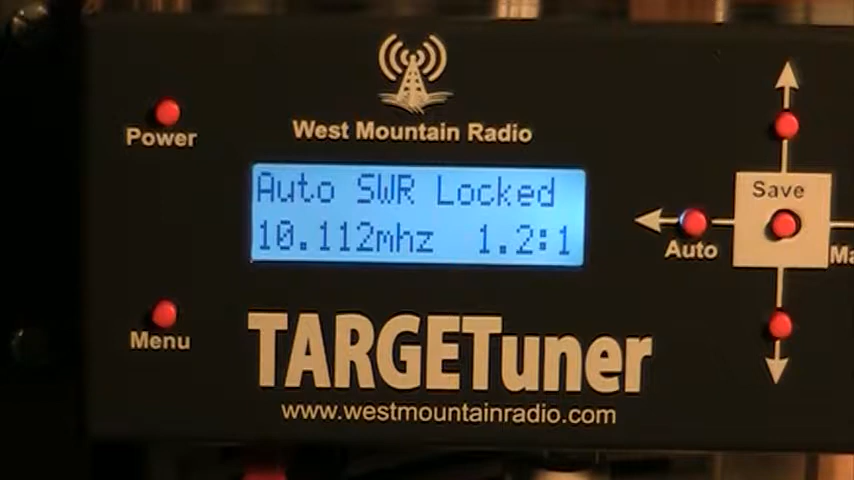 West Mountain Radio
Power
Auto SWR Locked
10.112mhz 1.2:1
Save
Auto
Menu
TARGETuner
www.westmountainradio.com